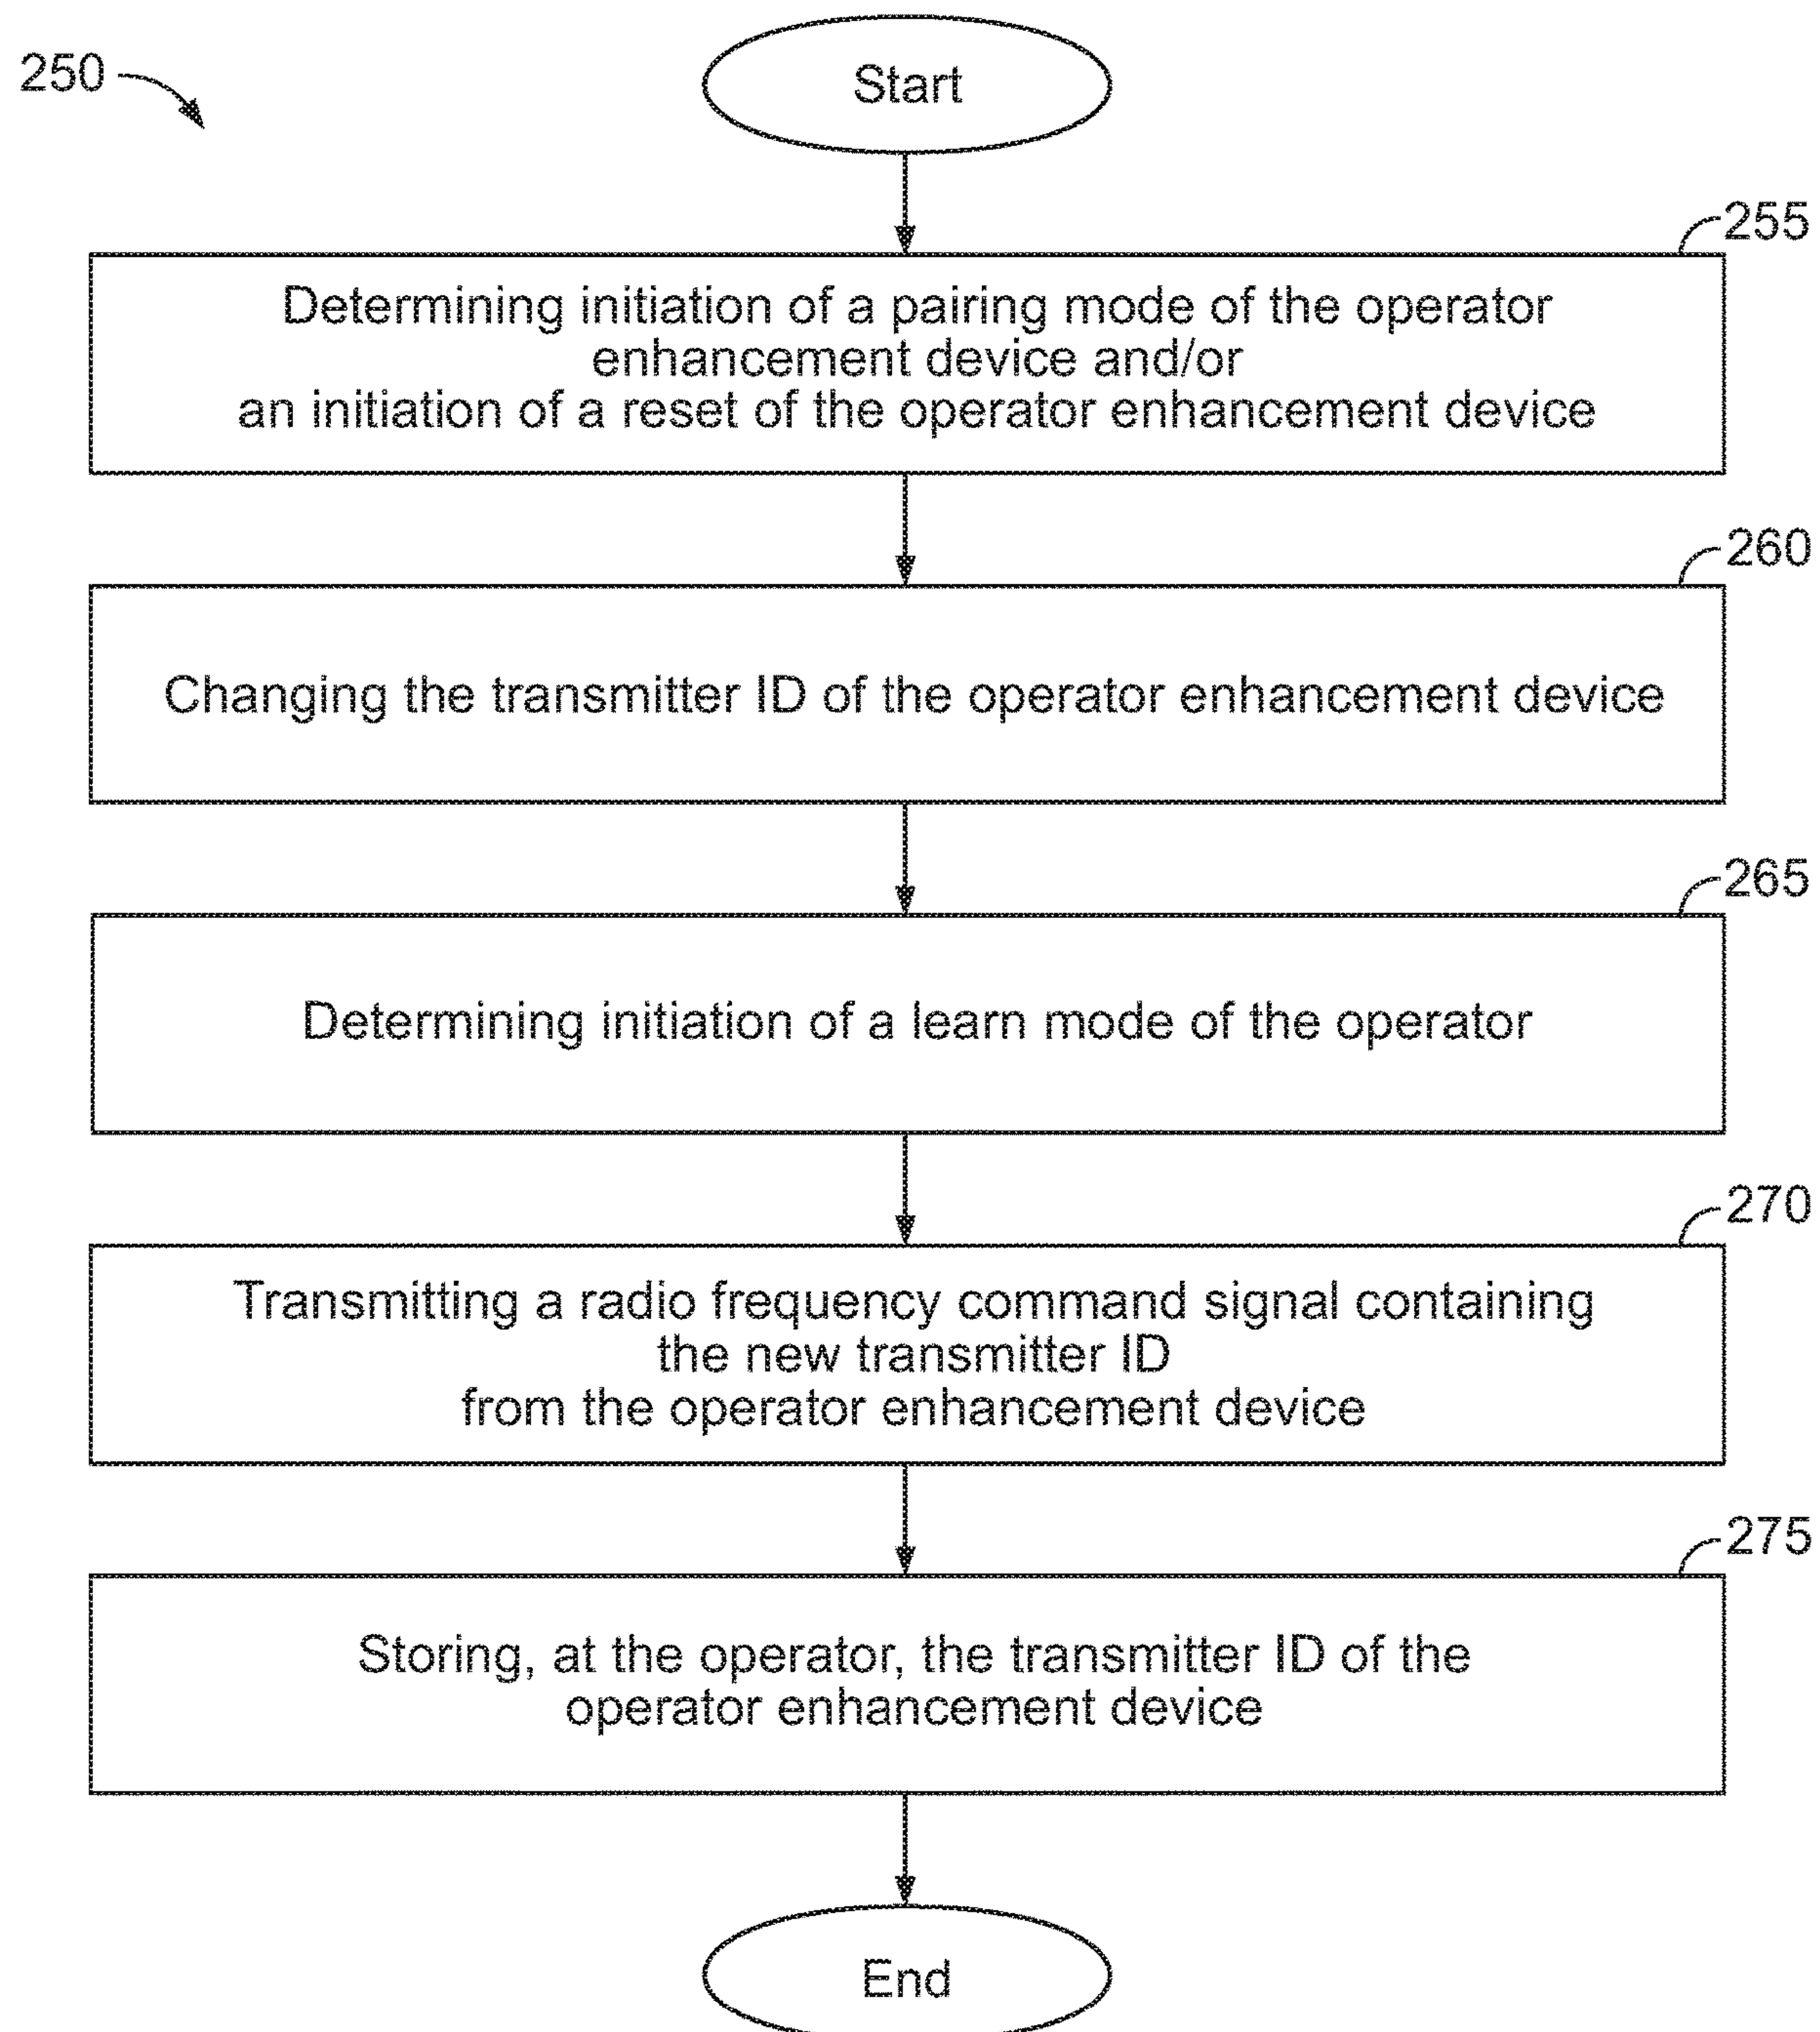 250
Start
255
Determining initiation of a pairing mode of the operator
enhancement device and/or
an initiation of a reset of the operator enhancement device
260
Changing the transmitter ID of the operator enhancement device
265
Determining initiation of a learn mode of the operator
270
Transmitting a radio frequency command signal containing
the new transmitter ID
from the operator enhancement device
275
Storing, at the operator, the transmitter ID of the
operator enhancement device
End